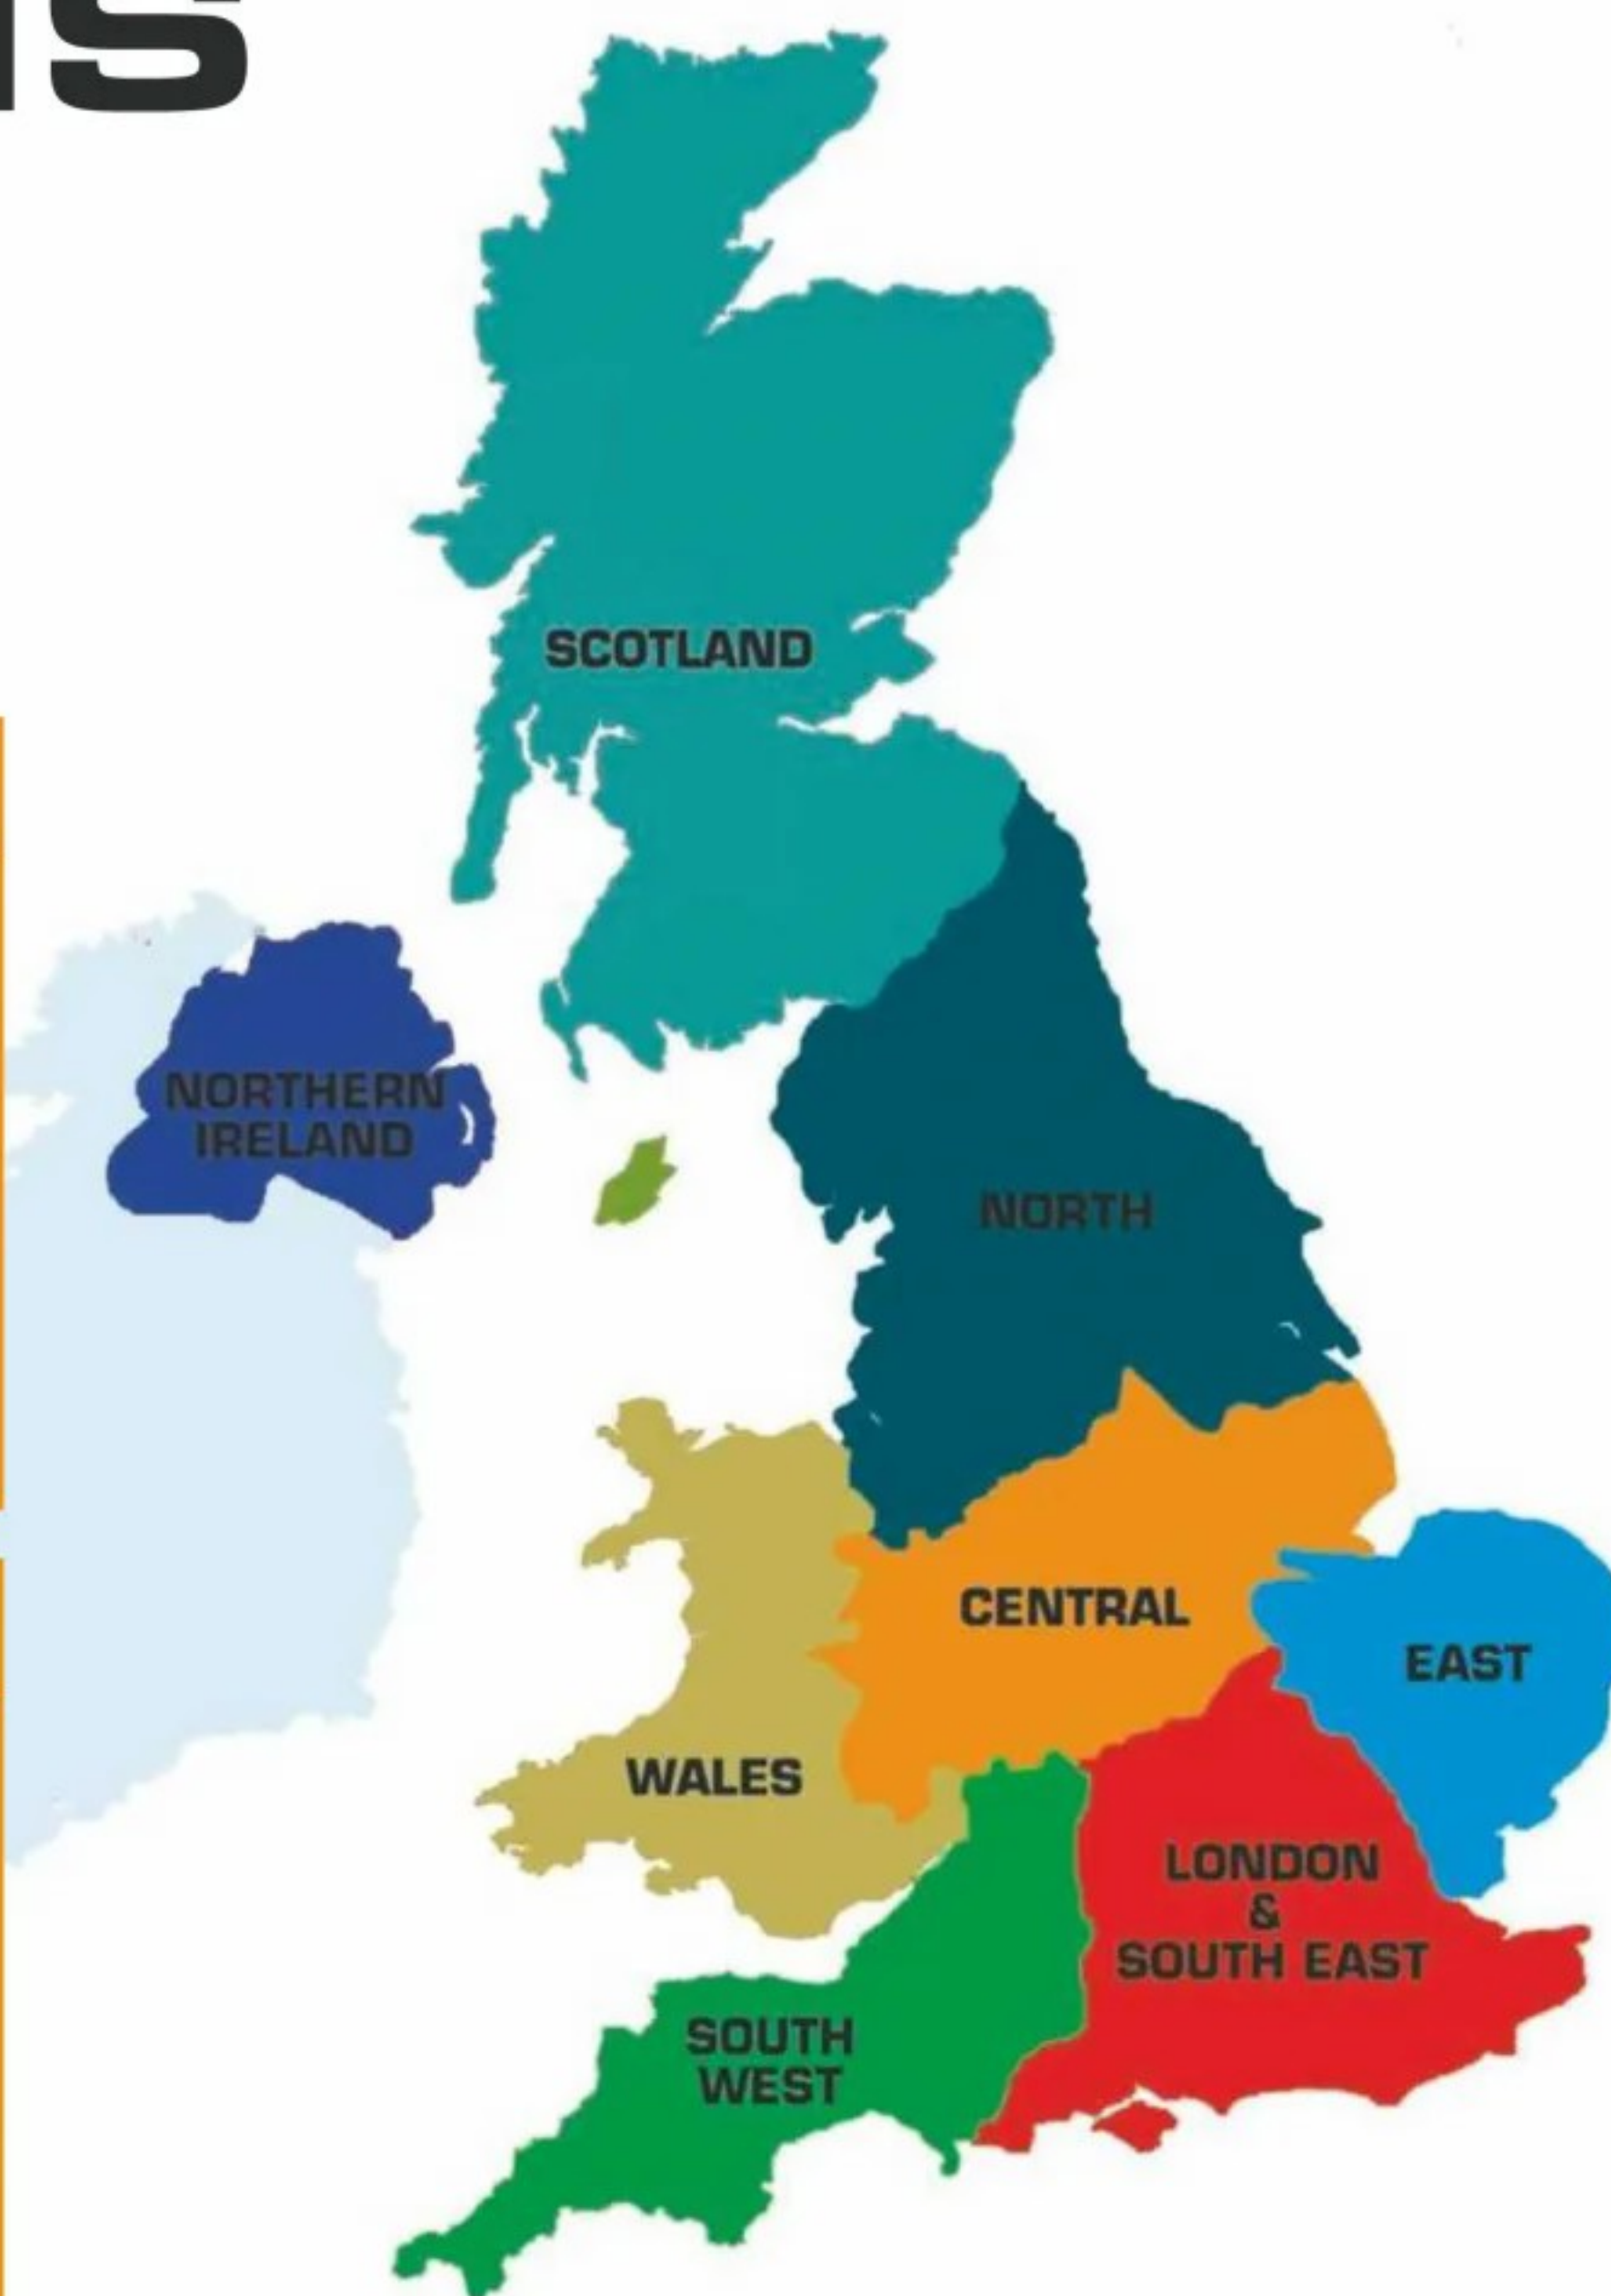 SCOTLAND
NORTHERN
IRELAND
NORTH
CENTRAL
EAST
WALES
LONDON
&
SOUTH EAST
SOUTH
WEST